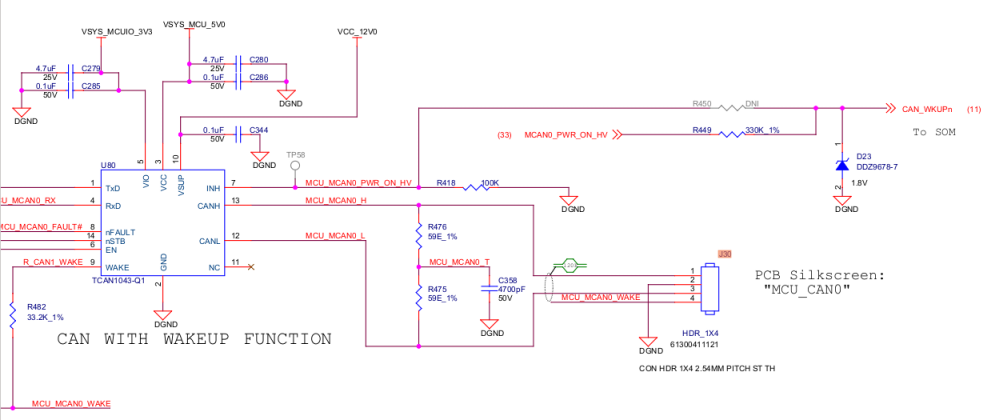 VSYS_MCUIO_3V3
VSYS_MCU_5V0
VCC_12V0
4.7uF
C279
25V
0.1uF
C285
50V
DGND
4.7uF
C280
25V
0.1uF
C286
50V
DGND
0.1uF
C344
50V
DGND
R450
DNI
CAN_WKUPn
(11)
To SOM
(33)
MCAN0_PWR_ON_HV
R449
330K_1%
1
D23
DDZ9678-7
2
1.8V
DGND
TP58
U80
5
3
10
VIO
VCC
VSUP
1
TxD
INH
7
MCU_MCAN0_PWR_ON_HV
R418
100K
DGND
U_MCAN0_RX
4
RxD
CANH
13
MCU_MCAN0_H
MCU_MCAN0_FAULT#
8
nFAULT
14
nSTB
6
EN
CANL
12
MCU_MCAN0_L
R_CAN1_WAKE
9
WAKE
GND
NC
11
TCAN1043-Q1
2
DGND
R476
59E_1%
MCU_MCAN0_T
R475
59E_1%
C358
4700pF
50V
DGND
R482
33.2K_1%
CAN WITH WAKEUP FUNCTION
MCU_MCAN0_WAKE
J30
1
2
3
4
MCU_MCAN0_WAKE
PCB Silkscreen:
"MCU_CAN0"
HDR_1X4
61300411121
DGND
CON HDR 1X4 2.54MM PITCH ST TH